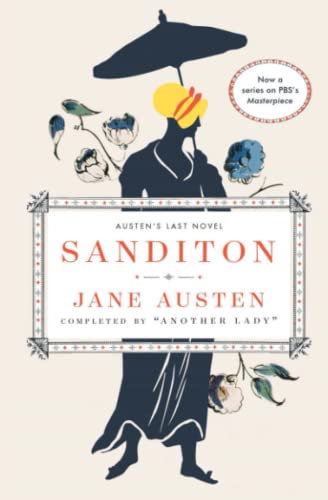 Now a
series on PBS's
Masterpiece
AUSTEN'S LAST NOVEL
SANDITON
JANE AUSTEN
COMPLETED BY "ANOTHER LADY"